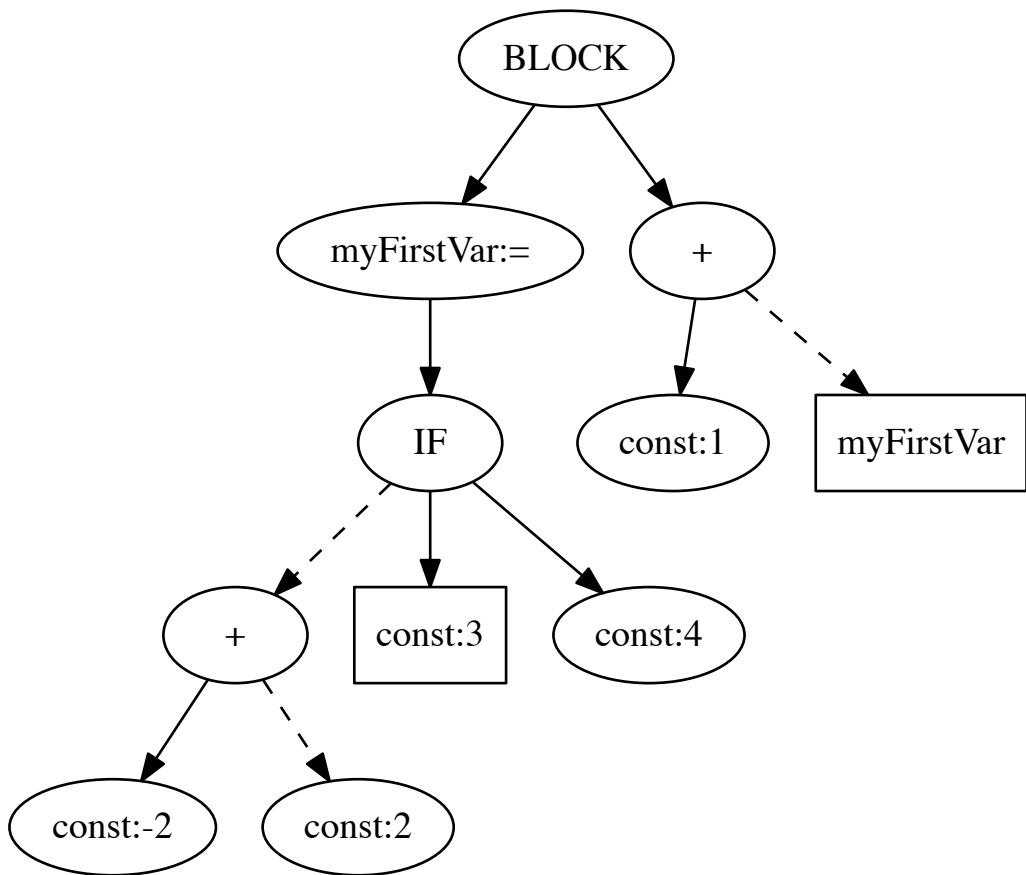 BLOCK
myFirstVar:=
+
IF
const:1
myFirstVar
+
const:3
const:4
const:-2
const:2